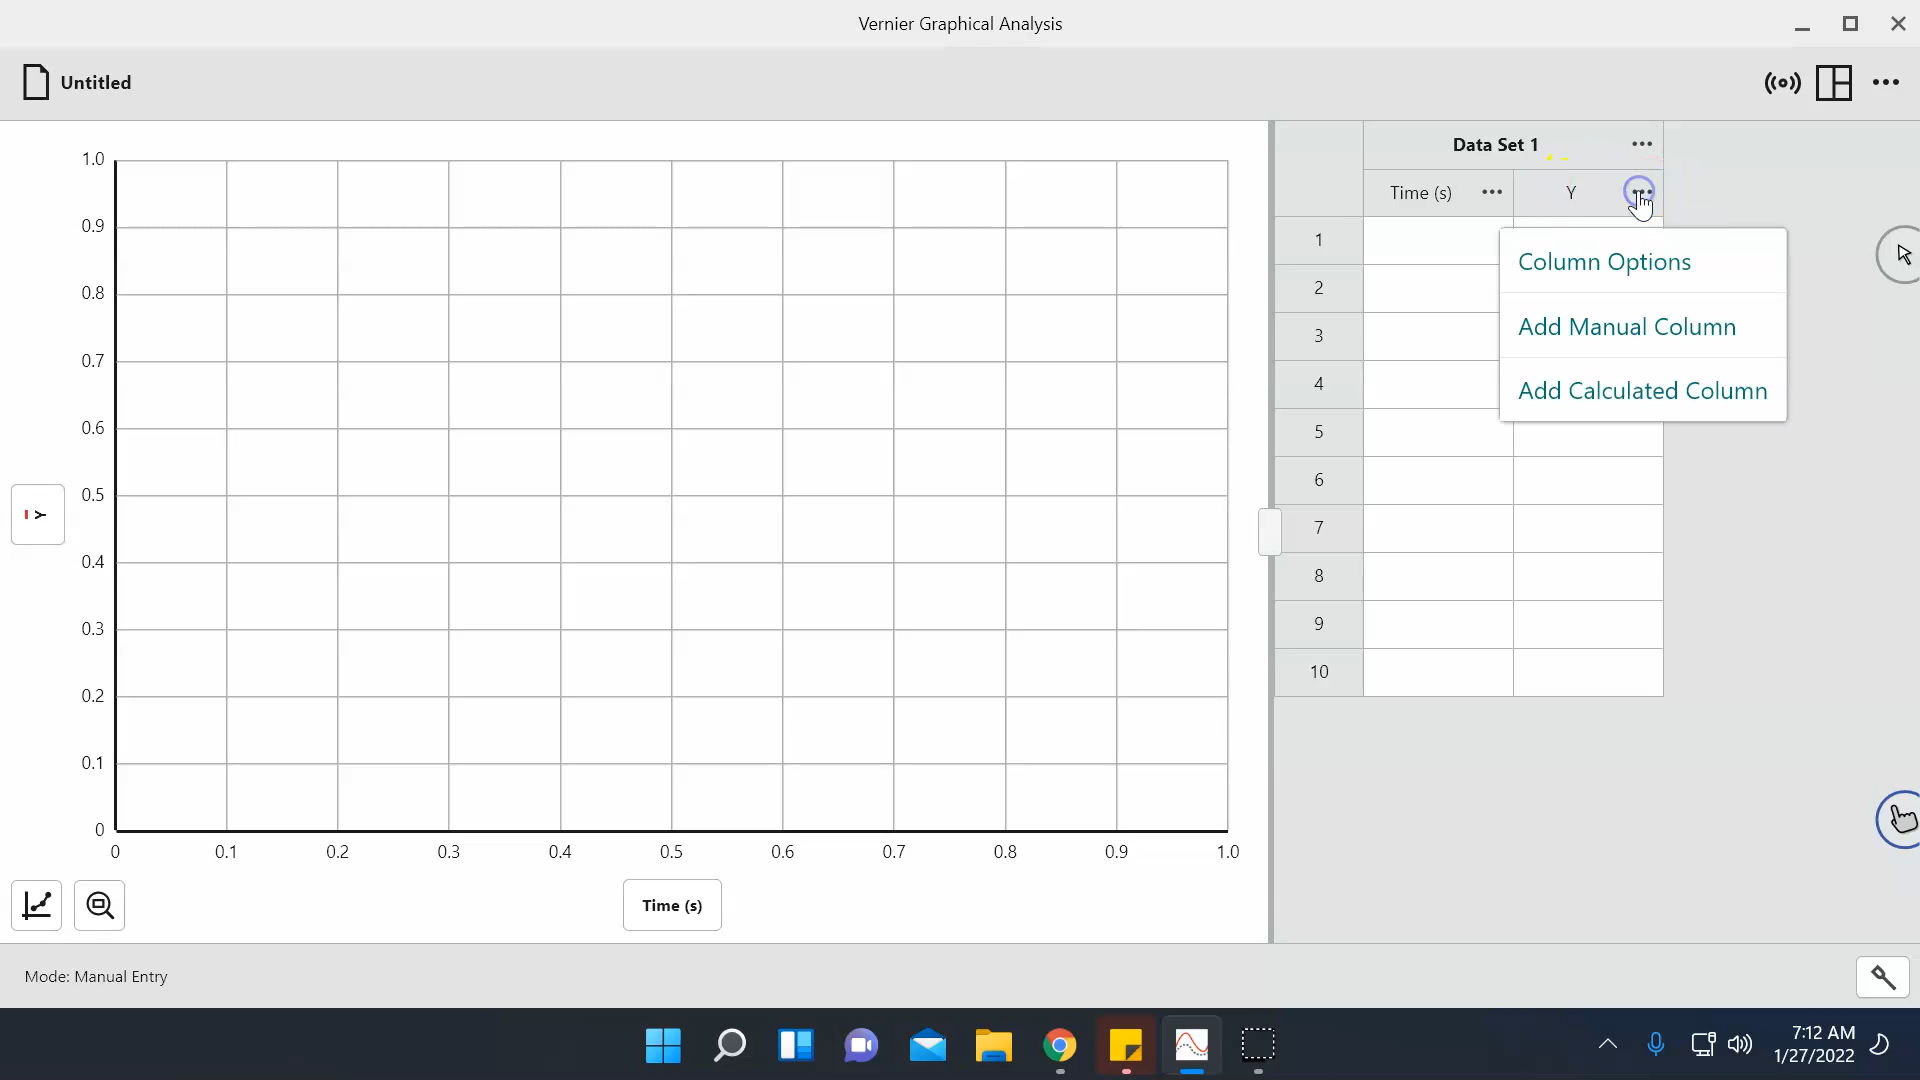 Vernier Graphical Analysis
Untitled
Data Set 1
Time (s) Y
1
2
3
4
5
6
7
8
9
10
Column Options
Add Manual Column
Add Calculated Column
1.0
0.9
0.8
0.7
0.6
0.5
0.4
0.3
0.2
0.1
0
Y
0 0.1 0.2 0.3 0.4 0.5 0.6 0.7 0.8 0.9 1.0
Time (s)
Mode: Manual Entry
7:12 AM
1/27/2022